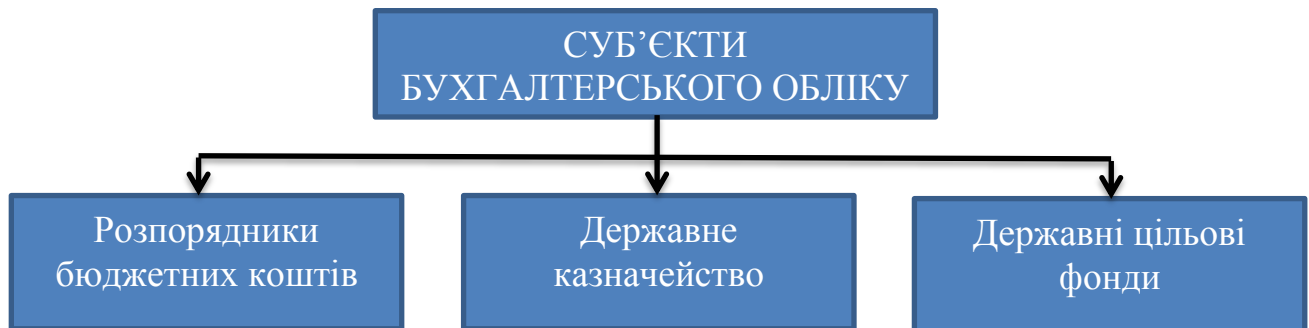 СУБ’ЄКТИ
БУХГАЛТЕРСЬКОГО ОБЛІКУ
Розпорядники
бюджетних коштів
Державне
казначейство
Державні цільові
фонди